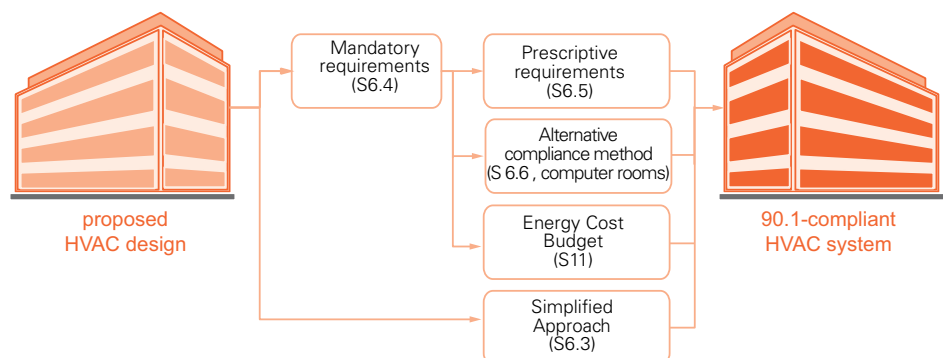 Mandatory
requirements
(S6.4)
Prescriptive
requirements
(S6.5)
Alternative
compliance method
(S 6.6 , computer rooms)
Energy Cost
Budget
(S11)
Simplified
Approach
(S6.3)
proposed
HVAC design
90.1-compliant
HVAC system